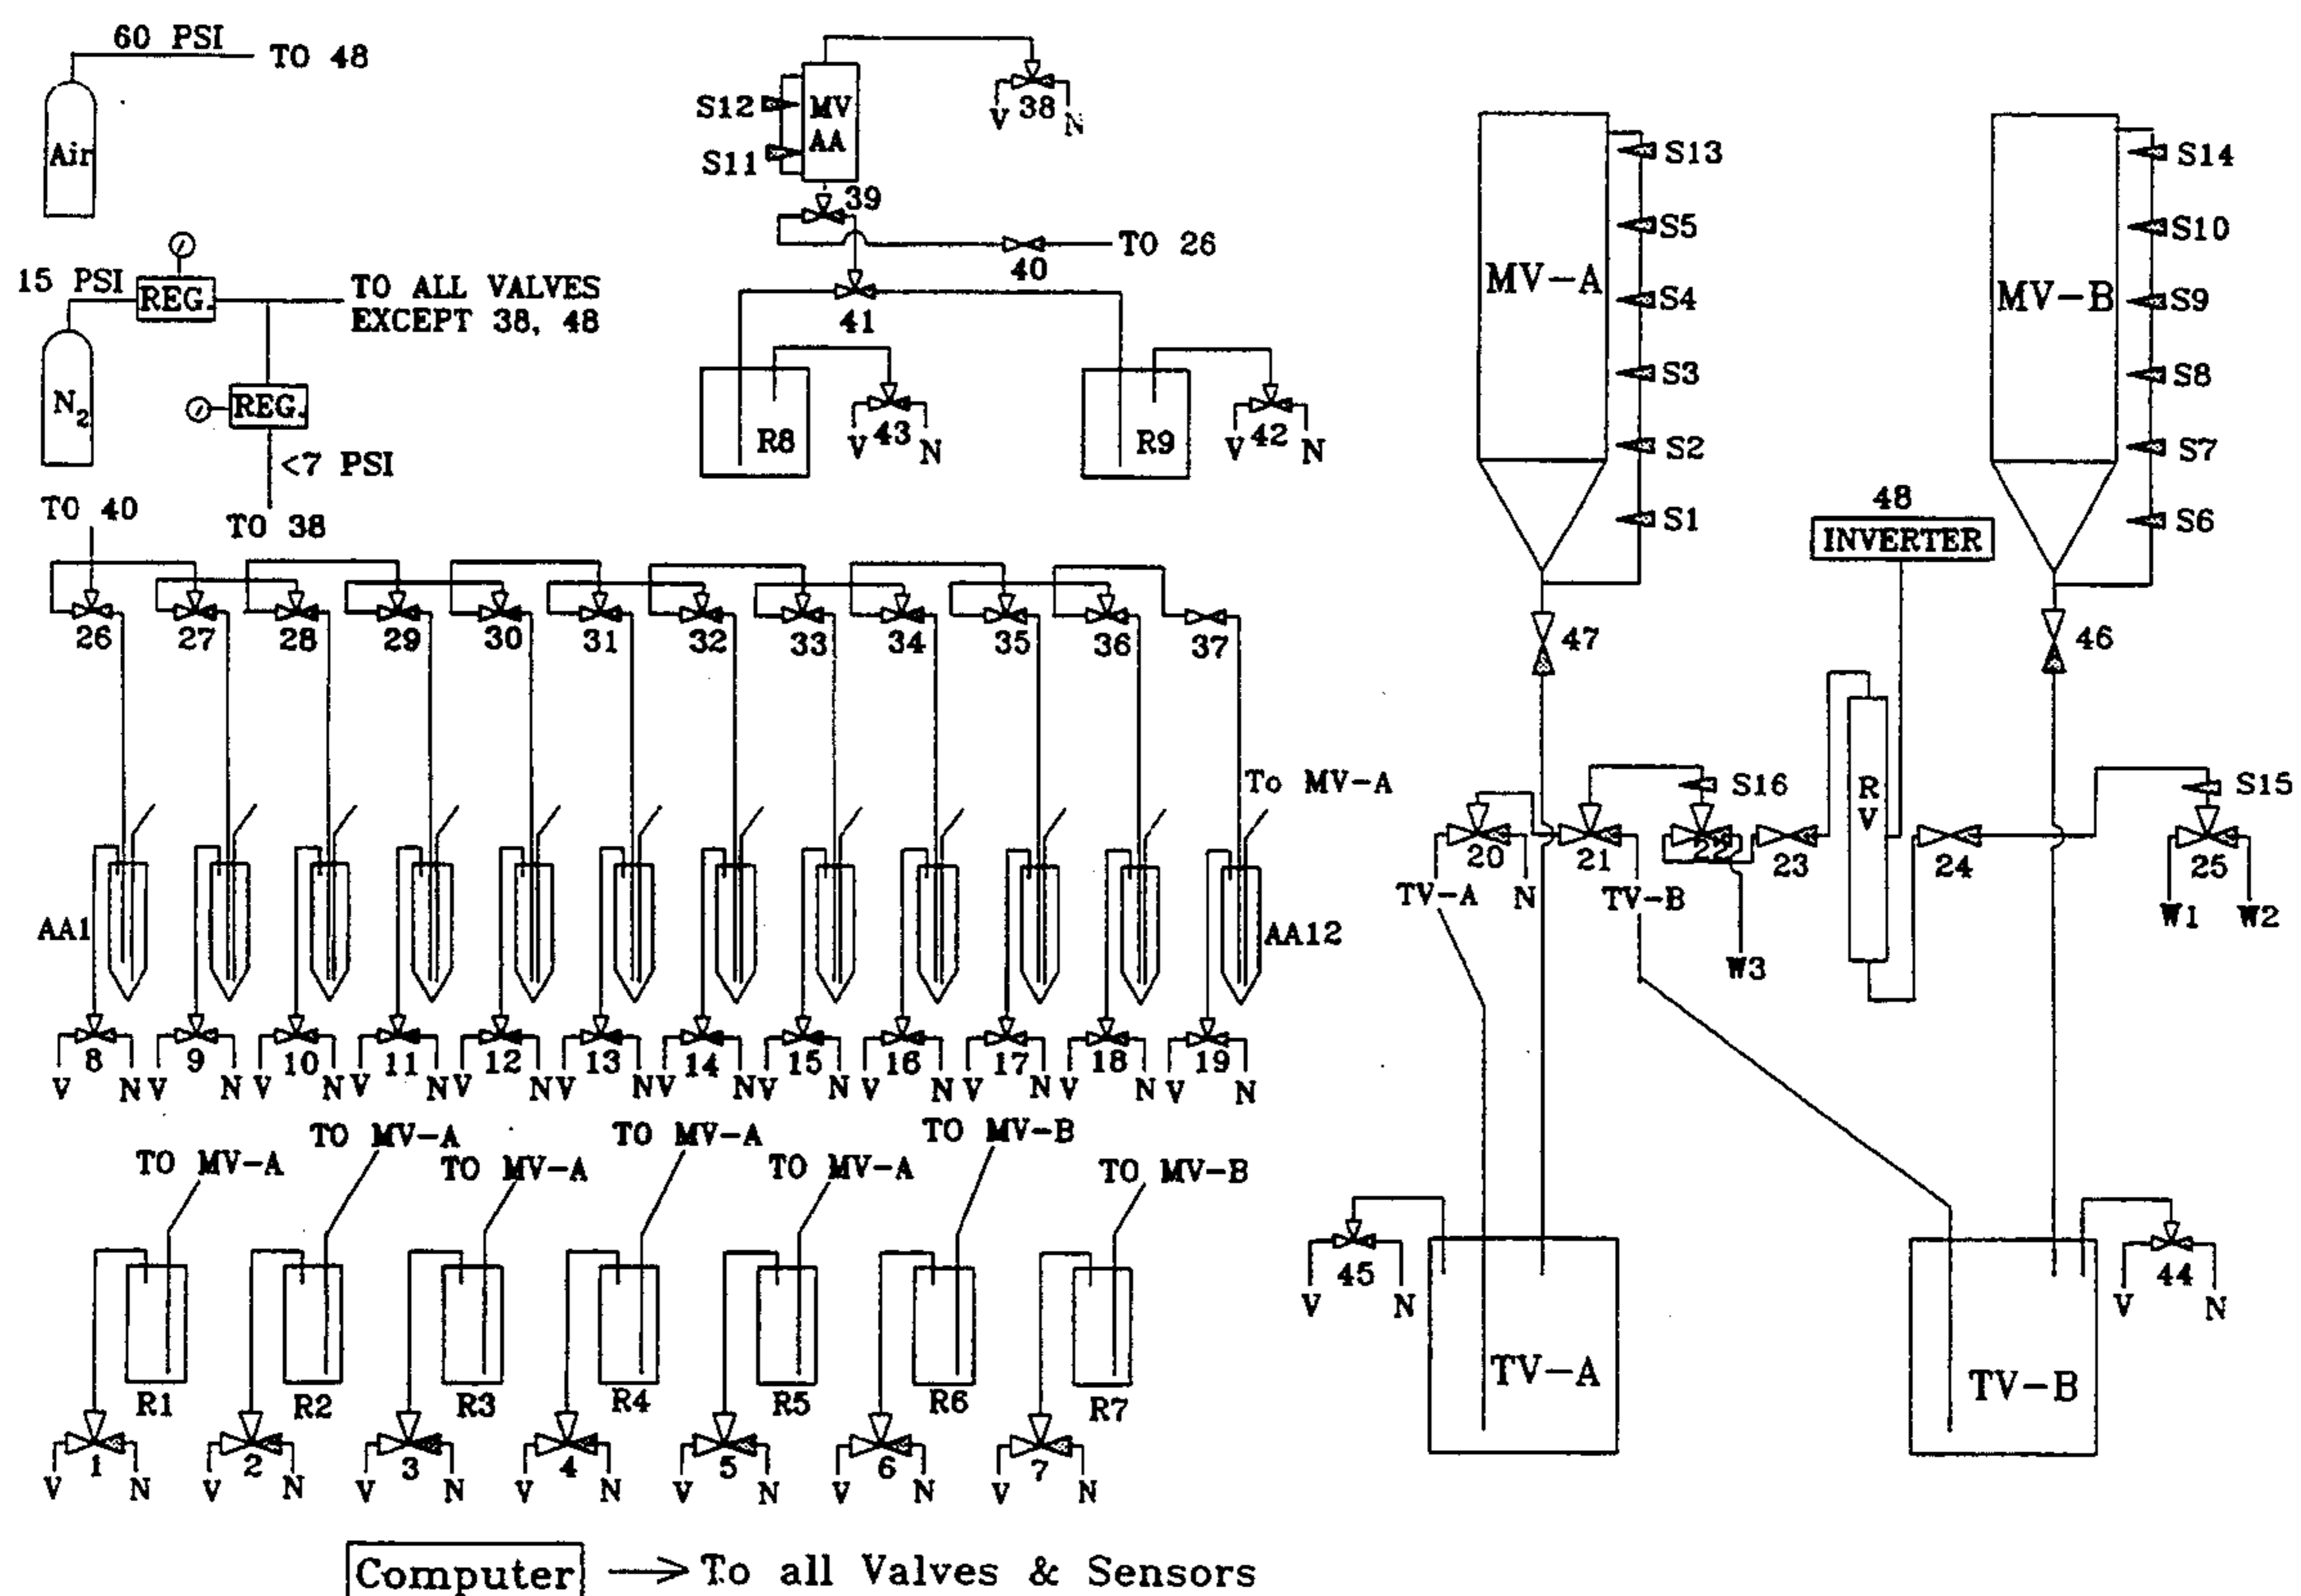 60 PSI
TO 48
Air
15 PSI
REG.
TO ALL VALVES
EXCEPT 38, 48
N2
REG.
<7 PSI
TO 38
S12
S11
MV
AA
V 38 N
39
40
TO 26
41
R8
V 43 N
R9
V 42 N
MV-A
S13
S5
S4
S3
S2
S1
47
MV-B
S14
S10
S9
S8
S7
S6
46
48
INVERTER
TO 40
26 27 28 29 30 31 32 33 34 35 36 37
To MV-A
AA1
AA12
V 8 N V 9 N V 10 N V 11 N V 12 N V 13 N V 14 N V 15 N V 16 N V 17 N V 18 N V 19 N
S16
20
21
22
23
R
V
24
S15
25
TV-A
N
TV-B
W3
W1
W2
TO MV-A
TO MV-A
TO MV-A
TO MV-A
TO MV-A
TO MV-B
TO MV-B
R1 R2 R3 R4 R5 R6 R7
V 1 N V 2 N V 3 N V 4 N V 5 N V 6 N V 7 N
45
V N
TV-A
44
V N
TV-B
Computer
To all Valves & Sensors